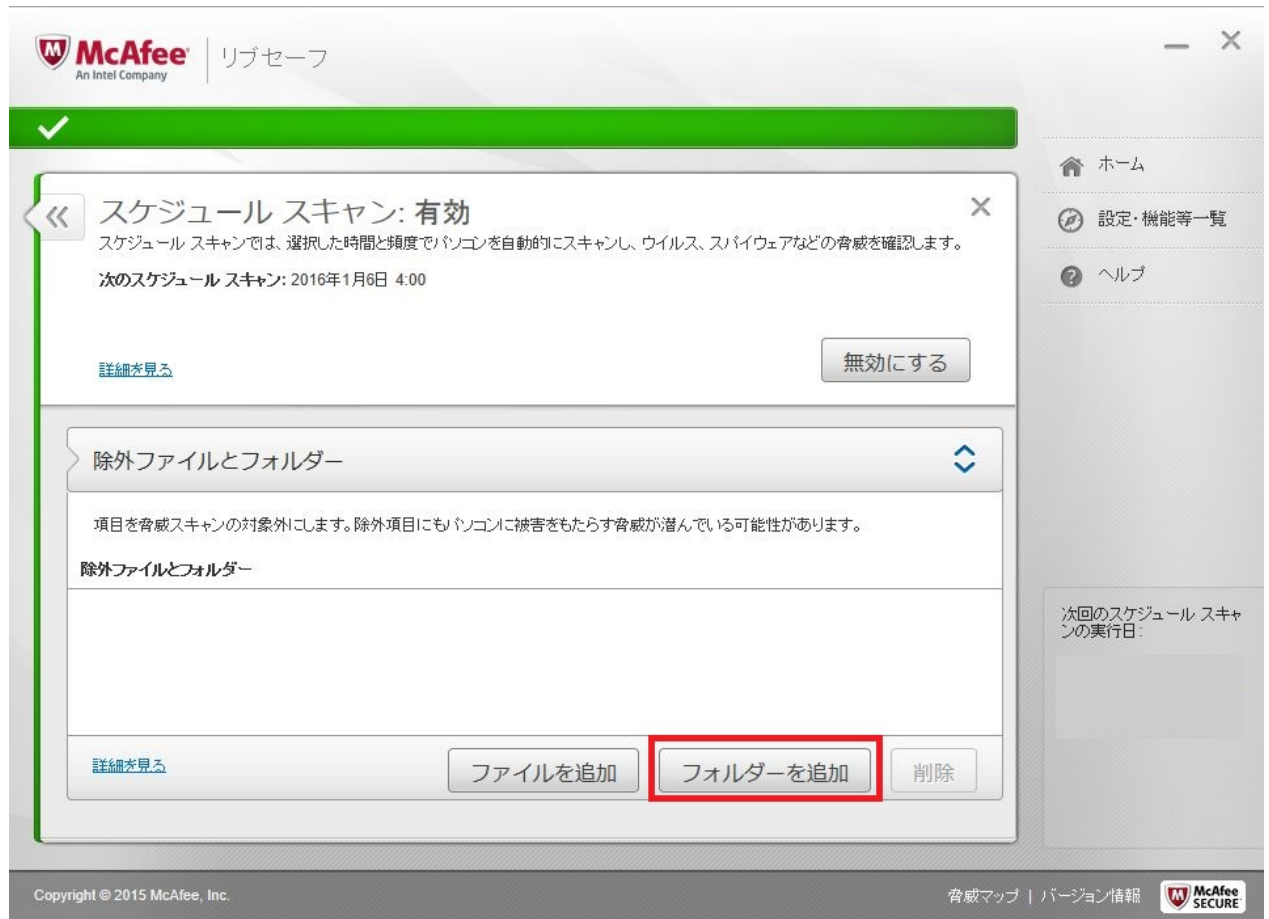 McAfee
An Intel Company
リブセーフ
ホーム
設定・機能等一覧
ヘルプ
スケジュール スキャン: 有効
スケジュール スキャンでは、選択した時間と頻度でパソコンを自動的にスキャンし、ウイルス、スパイウェアなどの脅威を確認します。
次のスケジュール スキャン: 2016年1月6日 4:00
詳細を見る
無効にする
除外ファイルとフォルダー
項目を脅威スキャンの対象外にします。除外項目にもパソコンに被害をもたらす脅威が潜んでいる可能性があります。
除外ファイルとフォルダー
次回のスケジュール スキャ
ンの実行日:
詳細を見る
ファイルを追加
フォルダーを追加
削除
Copyright © 2015 McAfee, Inc.
脅威マップ | バージョン情報
McAfee
SECURE